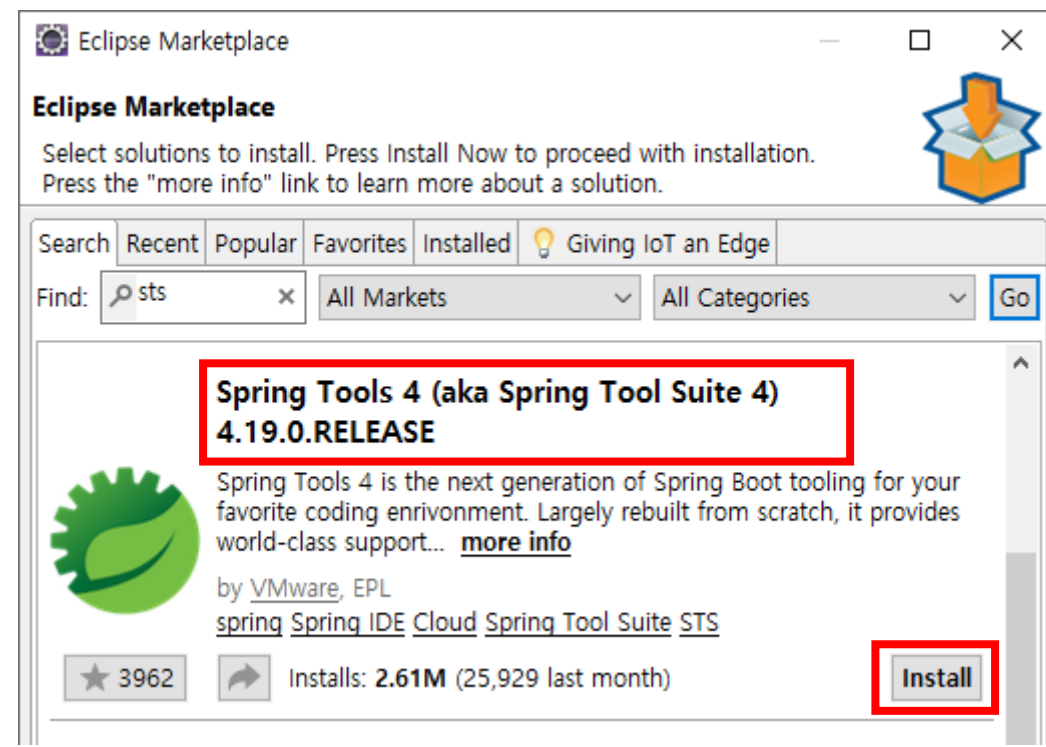 Eclipse Marketplace
Eclipse Marketplace
Select solutions to install. Press Install Now to proceed with installation.
Press the "more info" link to learn more about a solution.
Search Recent Popular Favorites Installed Giving IoT an Edge
Find: sts All Markets All Categories Go
Spring Tools 4 (aka Spring Tool Suite 4)
4.19.0.RELEASE
Spring Tools 4 is the next generation of Spring Boot tooling for your
favorite coding enrivonment. Largely rebuilt from scratch, it provides
world-class support... more info
by VMware, EPL
spring Spring IDE Cloud Spring Tool Suite STS
3962 Installs: 2.61M (25,929 last month) Install